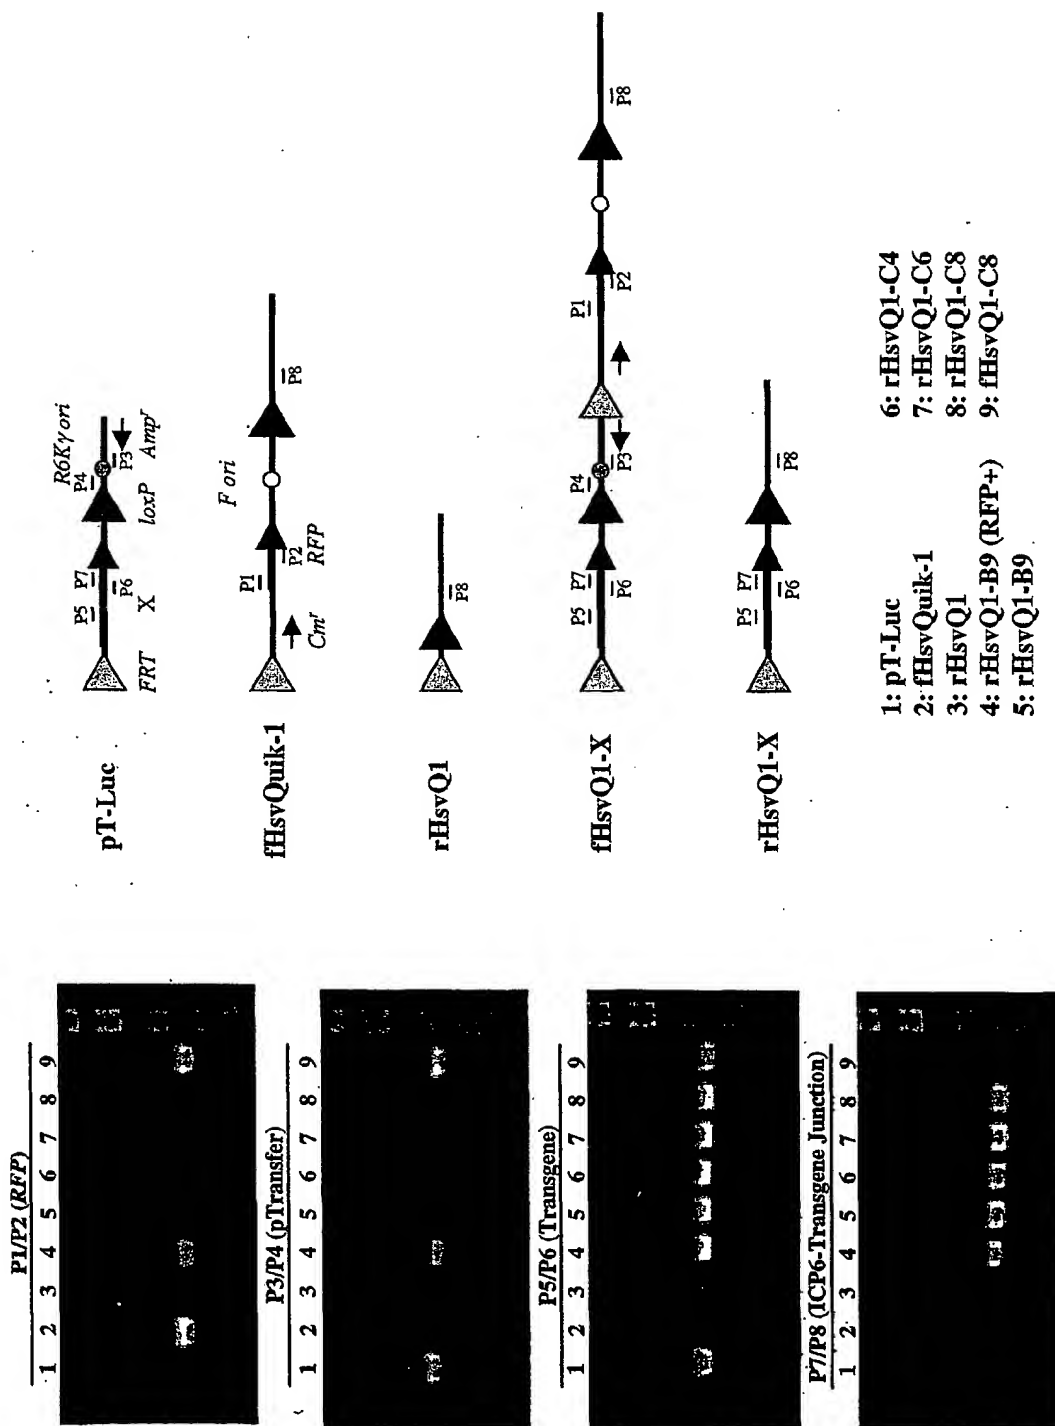 P1/P2 (RFP)
1 2 3 4 5 6 7 8 9
P3/P4 (pTransfer)
1 2 3 4 5 6 7 8 9
P5/P6 (Transgene)
1 2 3 4 5 6 7 8 9
P7/P8 (ICP6-Transgene Junction)
1 2 3 4 5 6 7 8 9
pT-Luc
P5 P7 P6 P4 P3
FRT X loxP R6Kγ ori Ampʳ
fHsvQuik-1
P1 P2 P8
Cmʳ RFP F ori
rHsvQ1
P8
fHsvQ1-X
P5 P7 P6 P4 P3 P1 P2 P8
rHsvQ1-X
P5 P7 P6 P8
1: pT-Luc
2: fHsvQuik-1
3: rHsvQ1
4: rHsvQ1-B9 (RFP+)
5: rHsvQ1-B9
6: rHsvQ1-C4
7: rHsvQ1-C6
8: rHsvQ1-C8
9: fHsvQ1-C8